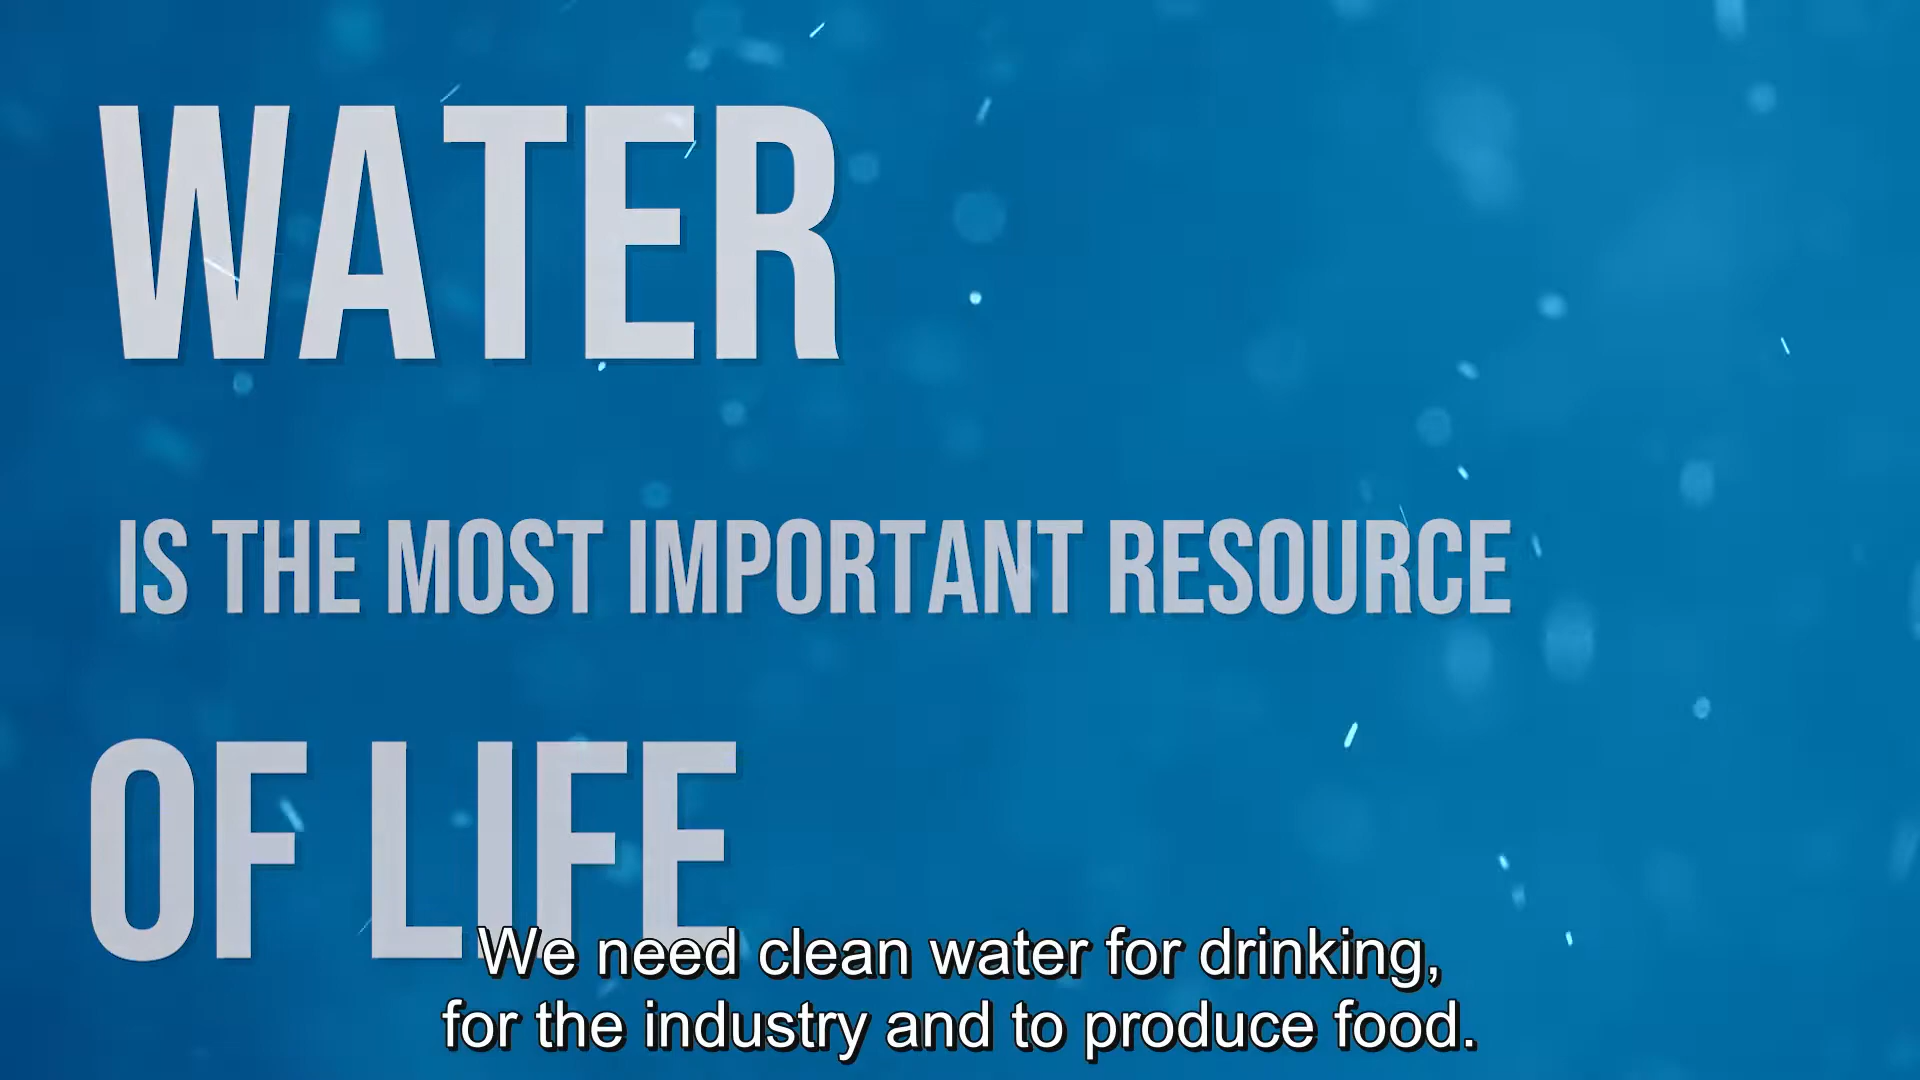 WATER
IS THE MOST IMPORTANT RESOURCE
OF LIFE
We need clean water for drinking,
for the industry and to produce food.